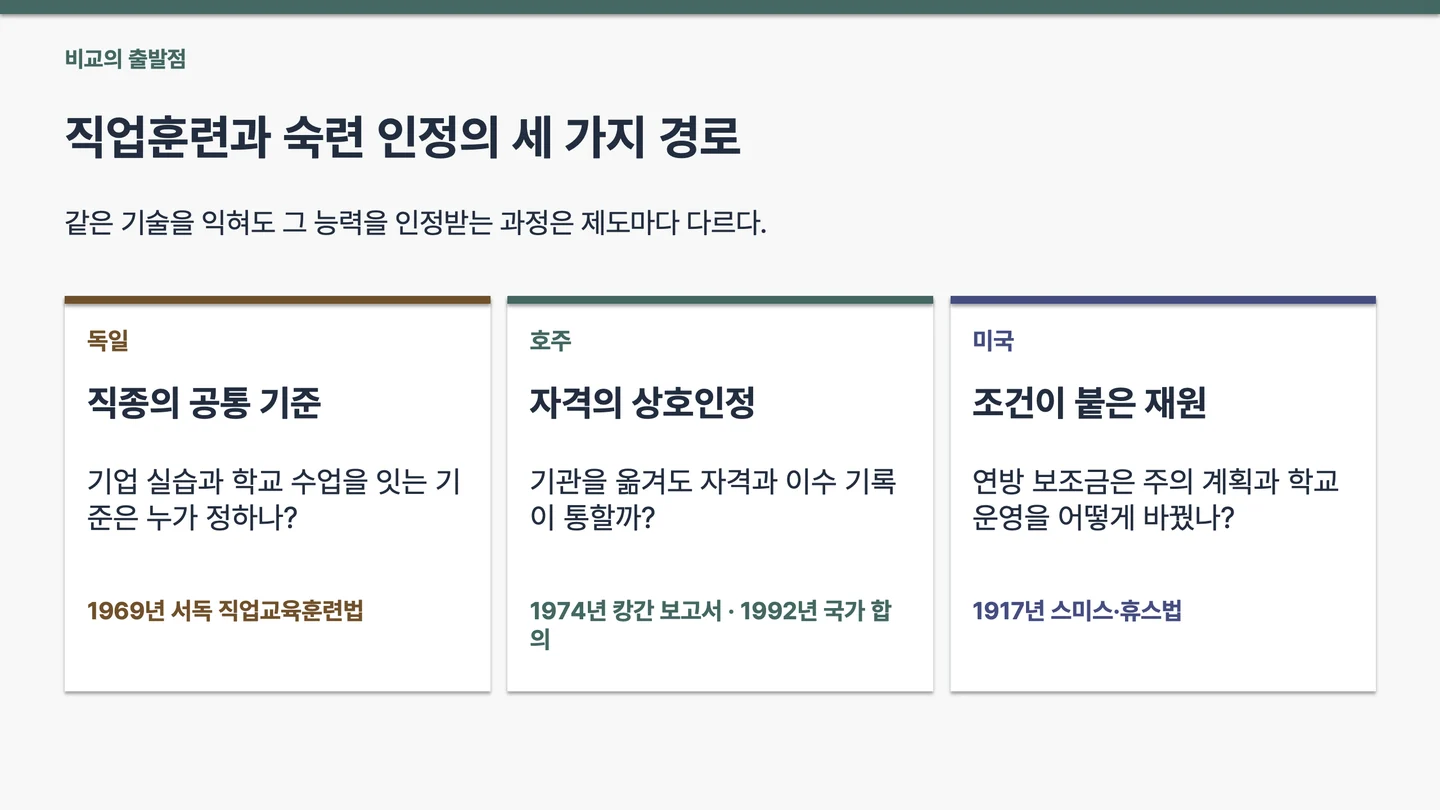 비교의 출발점
직업훈련과 숙련 인정의 세 가지 경로
같은 기술을 익혀도 그 능력을 인정받는 과정은 제도마다 다르다.
독일
직종의 공통 기준
기업 실습과 학교 수업을 잇는 기
준은 누가 정하나?
1969년 서독 직업교육훈련법
호주
자격의 상호인정
기관을 옮겨도 자격과 이수 기록
이 통할까?
1974년 캉간 보고서 · 1992년 국가 합
의
미국
조건이 붙은 재원
연방 보조금은 주의 계획과 학교
운영을 어떻게 바꿨나?
1917년 스미스·휴스법